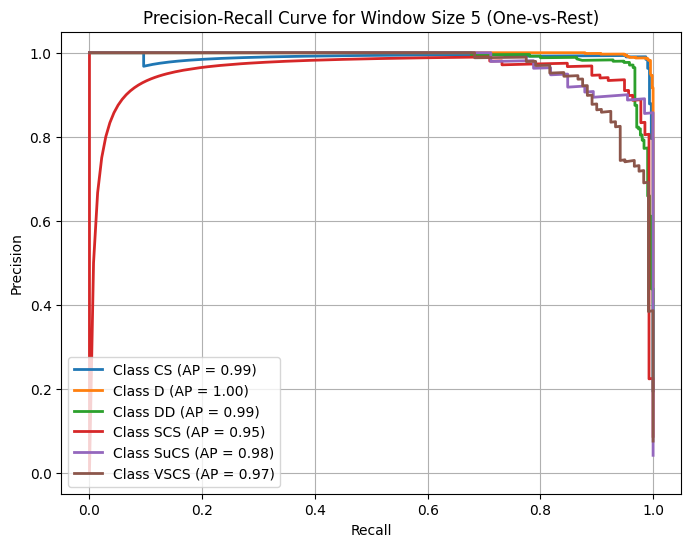 Precision-Recall Curve for Window Size 5 (One-vs-Rest)
Precision
1.0
0.8
0.6
0.4
0.2
0.0
Class CS (AP = 0.99)
Class D (AP = 1.00)
Class DD (AP = 0.99)
Class SCS (AP = 0.95)
Class SuCS (AP = 0.98)
Class VSCS (AP = 0.97)
0.0 0.2 0.4 0.6 0.8 1.0
Recall